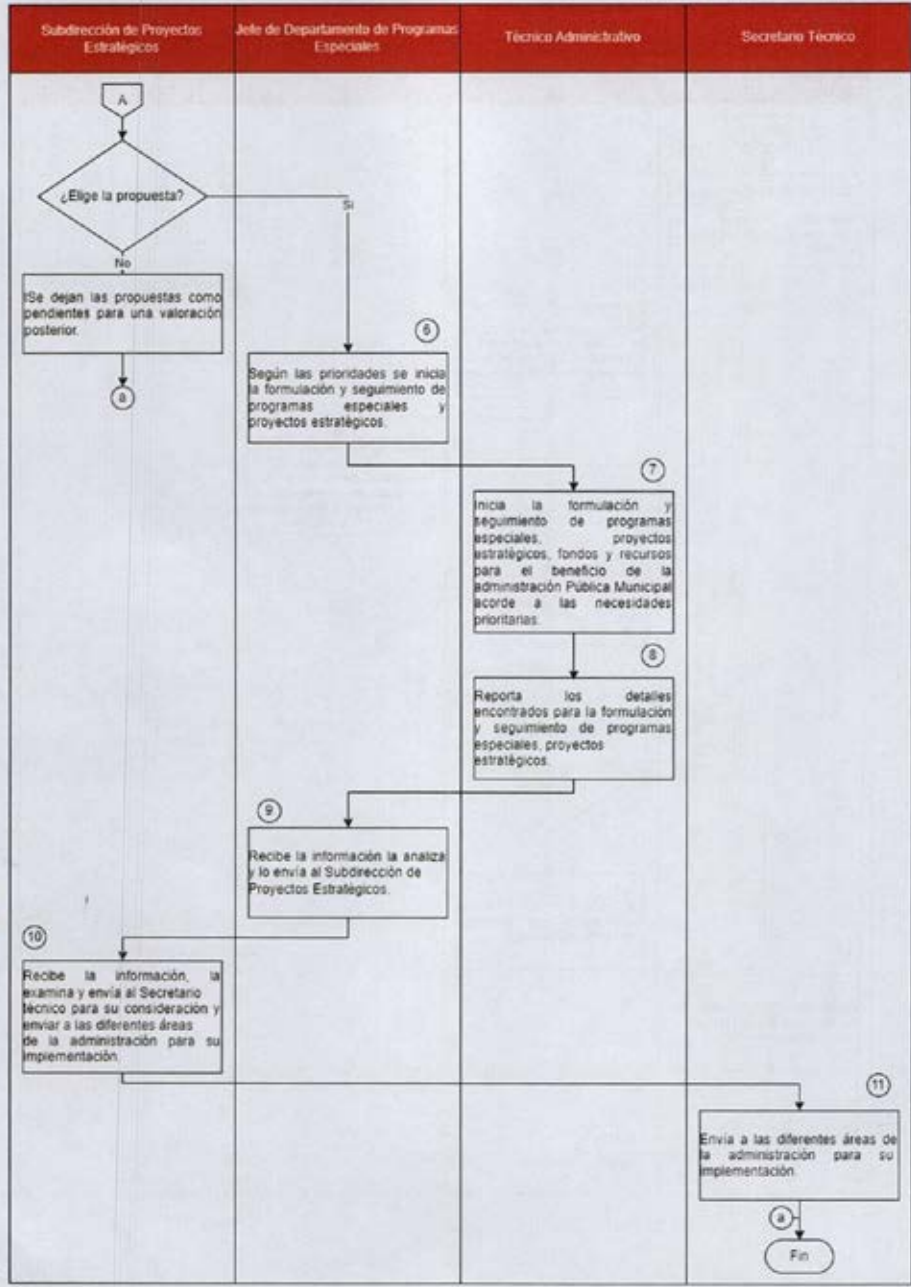 Subdirección de Proyectos
Estratégicos
Jefe de Departamento de Programas
Especiales
Técnico Administrativo
Secretario Técnico
A
¿Elige la propuesta?
Si
No
lSe dejan las propuestas como
pendientes para una valoración
posterior.
a
6
Según las prioridades se inicia
la formulación y seguimiento de
programas especiales y
proyectos estratégicos.
7
Inicia la formulación y
seguimiento de programas
especiales, proyectos
estratégicos, fondos y recursos
para el beneficio de la
administración Pública Municipal
acorde a las necesidades
prioritarias.
8
Reporta los detalles
encontrados para la formulación
y seguimiento de programas
especiales, proyectos
estratégicos.
9
Recibe la información la analiza
y lo envía al Subdirección de
Proyectos Estratégicos.
10
Recibe la información, la
examina y envía al Secretario
técnico para su consideración y
enviar a las diferentes áreas
de la administración para su
implementación.
11
Envía a las diferentes áreas de
la administración para su
implementación.
a
Fin